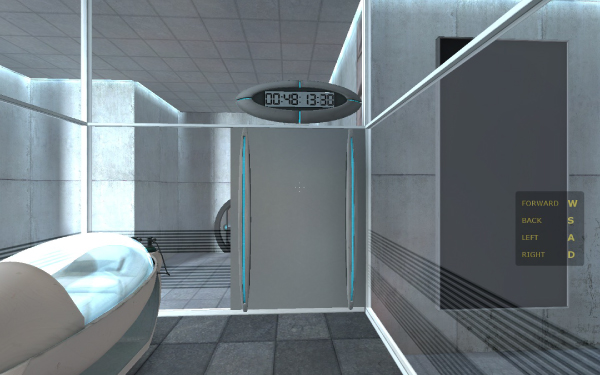 00:48:13:30
FORWARD W
BACK S
LEFT A
RIGHT D